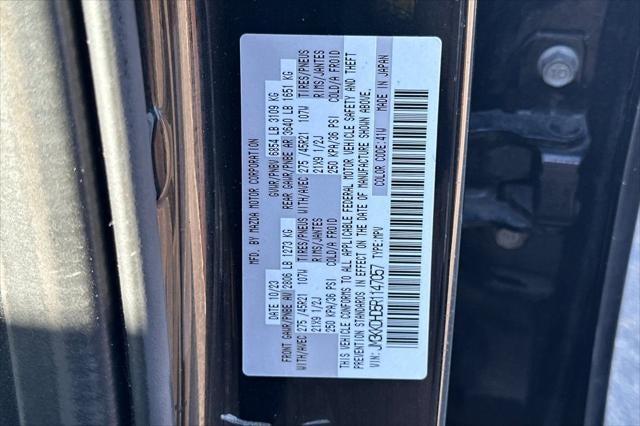 MFD. BY MAZDA MOTOR CORPORATION
DATE 10/23 GVWR/PNBV 6854 LB 3109 KG
FRONT GAWR/PNBE AV 2806 LB 1273 KG REAR GAWR/PNBE AR 3640 LB 1651 KG
WITH/AVEC 275 /45R21 107W TIRES/PNEUS WITH/AVEC 275 /45R21 107W TIRES/PNEUS
21X9 1/2J RIMS/JANTES 21X9 1/2J RIMS/JANTES
250 KPA/36 PSI COLD/A FROID 250 KPA/36 PSI COLD/A FROID
THIS VEHICLE CONFORMS TO ALL APPLICABLE FEDERAL MOTOR VEHICLE SAFETY AND THEFT
PREVENTION STANDARDS IN EFFECT ON THE DATE OF MANUFACTURE SHOWN ABOVE.
COLOR CODE:41W MADE IN JAPAN
VIN: JM3KKDHD6R1147057 TYPE:MPV